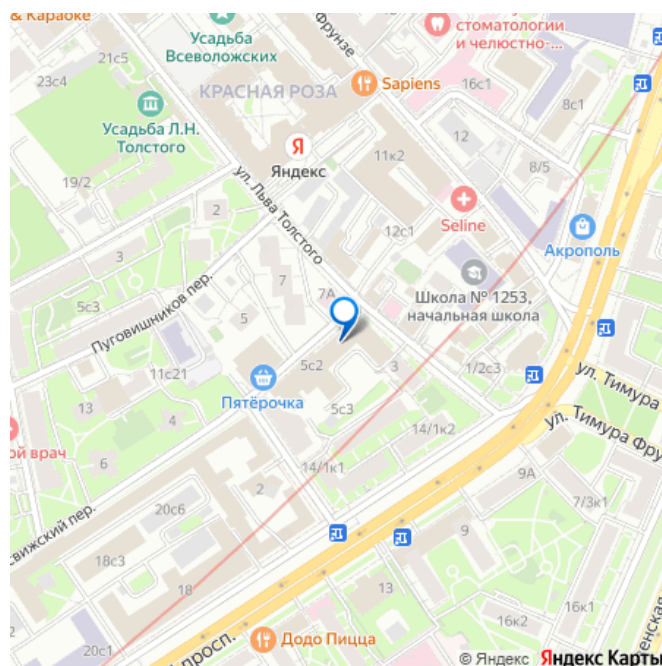 & Караоке
21с5
Усадьба
Всеволожских
Фрунзе
стоматологии
и челюстно-...
23с4
КРАСНАЯ РОЗА
Sapiens
16с1
8с1
Усадьба Л.Н.
Толстого
Я
Яндекс
11к2
12
8/5
19/2
2
ул. Льва Толстого
Seline
12с1
Акрополь
3
Пуговишников пер.
7
7А
Школа № 1253,
начальная школа
5с3
5
11с21
5с2
3
1/2с3
ул. Тимура
Пятёрочка
13
4
5с3
ул. Тимура Фру
ой врач
6
14/1к2
14/1к1
9А
2
7/3к1
свижский пер.
20с6
18с3
9
18
13
16к1
16к2
20с1
просп.
Додо Пицца
енская
© Яндекс Яндекс Карты